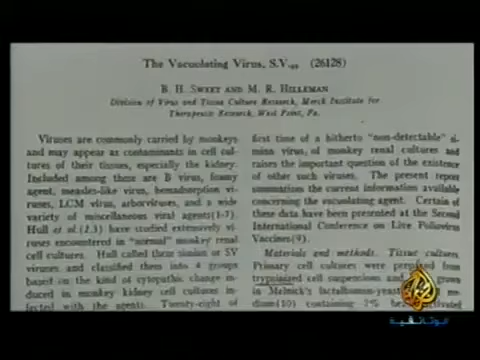 The Vacuolating Virus, S.V.₄₀ (26128)
B. H. SWEET AND M. R. HILLEMAN
Division of Virus and Tissue Culture Research, Merck Institute for
Therapeutic Research, West Point, Pa.
Viruses are commonly carried by monkeys
and may appear as contaminants in cell cul-
tures of their tissues, especially the kidney.
Included among them are B virus, foamy
agent, measles-like virus, hemadsorption vi-
ruses, LCM virus, arborviruses, and a wide
variety of miscellaneous viral agents(1-7).
Hull et al.(1,3) have studied extensively vi-
ruses encountered in "normal" monkey renal
cell cultures. Hull called them simian or SV
viruses and classified them into 4 groups
based on the kind of cytopathic change in-
duced in monkey kidney cell cultures in-
fected with the agent. Twenty-eight of
first time of a hitherto "non-detectable" si-
mian virus, of monkey renal cultures and
raises the important question of the existence
of other such viruses. The present report
summarizes the current information available
concerning the vacuolating agent. Certain of
these data have been presented at the Second
International Conference on Live Poliovirus
Vaccines(9).
Materials and methods. Tissue cultures.
Primary cell cultures were prepared from
trypsinized cell suspensions and grown
in Melnick's lactalbumin-yeast me-
dium(10) containing 2%
الوثائقية